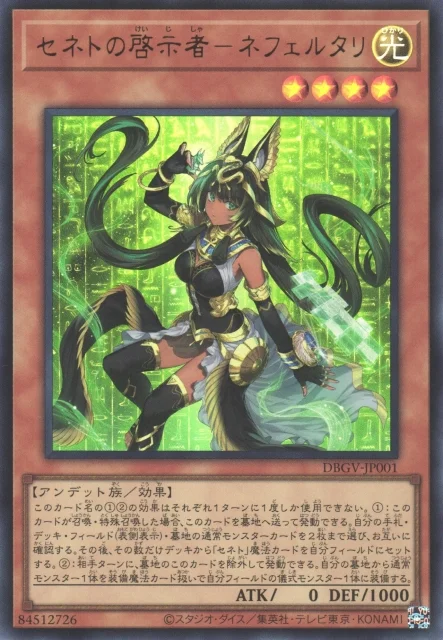 けい じ しゃ
セネトの啓示者－ネフェルタリ
ひかり
光
DBGV-JP001
【アンデット族／効果】
このカード名の①②の効果はそれぞれ1ターンに1度しか使用できない。①：この
カードが召喚・特殊召喚した場合、このカードを墓地へ送って発動できる。自分の手札・
デッキ・フィールド(表側表示)・墓地の通常モンスターカードを2枚まで選び、お互いに
確認する。その後、その数だけデッキから「セネト」魔法カードを自分フィールドにセット
する。②：相手ターンに、墓地のこのカードを除外して発動できる。自分の墓地から通常
モンスター1体を装備魔法カード扱いで自分フィールドの儀式モンスター1体に装備する。
ATK/ 0 DEF/1000
84512726
©スタジオ・ダイス／集英社・テレビ東京・KONAMI